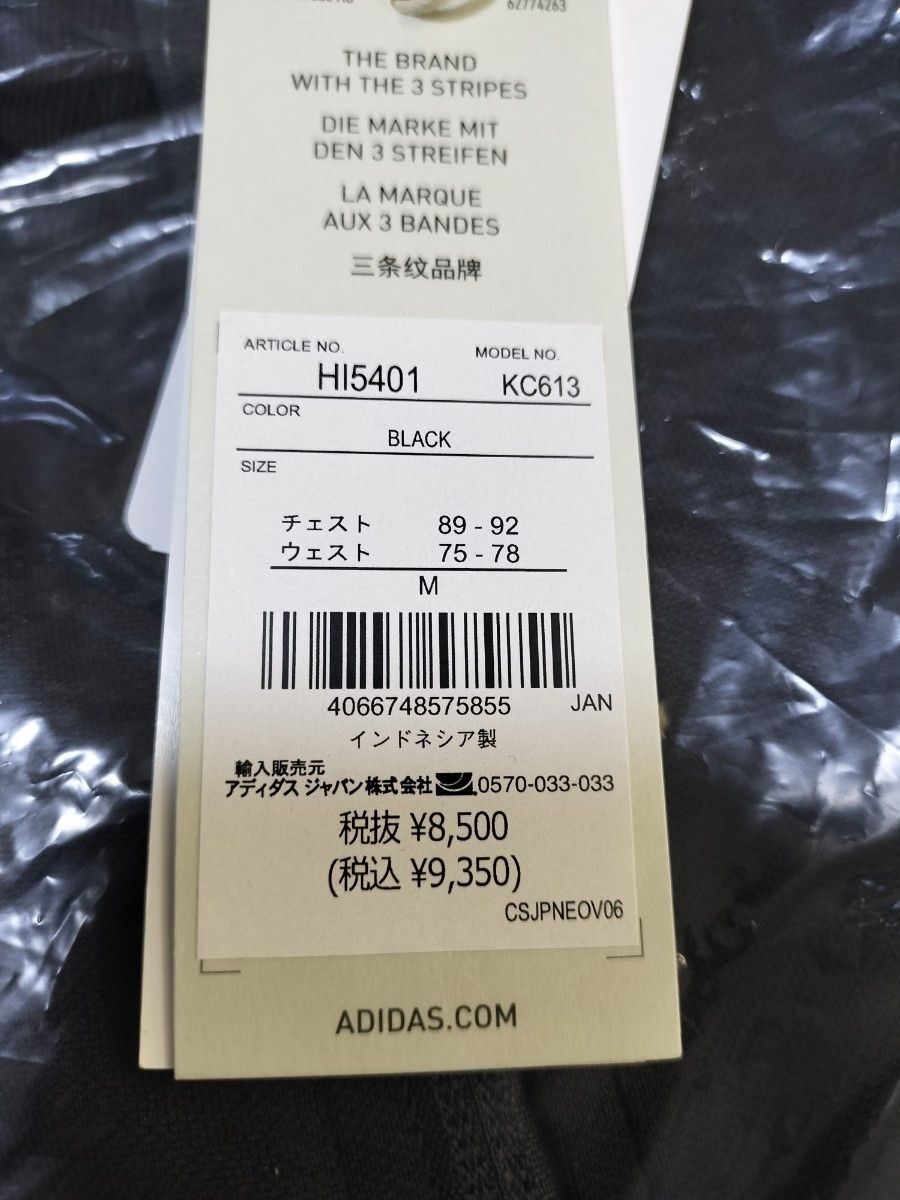 62774263
THE BRAND
WITH THE 3 STRIPES
DIE MARKE MIT
DEN 3 STREIFEN
LA MARQUE
AUX 3 BANDES
三条纹品牌
ARTICLE NO. MODEL NO.
HI5401 KC613
COLOR
BLACK
SIZE
チェスト 89 - 92
ウェスト 75 - 78
M
4066748575855 JAN
インドネシア製
輸入販売元
アディダス ジャパン株式会社 0570-033-033
税抜 ¥8,500
(税込 ¥9,350)
CSJPNEOV06
ADIDAS.COM